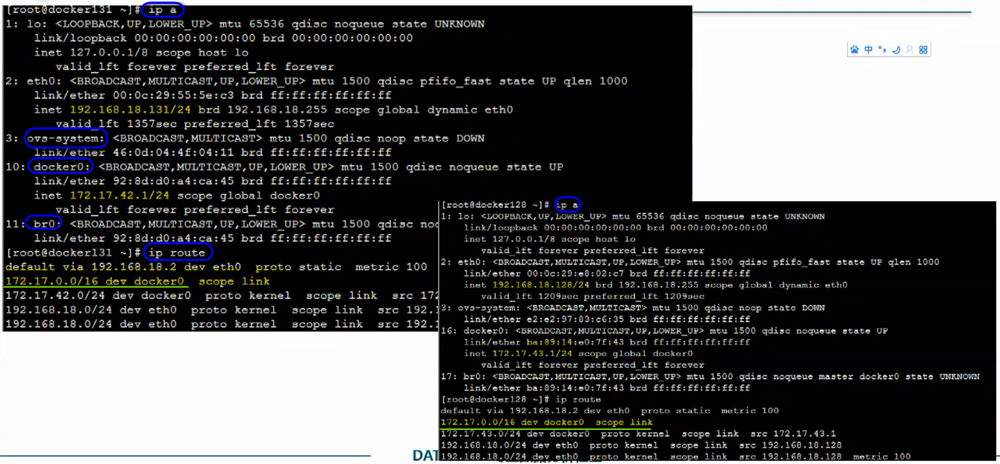 [root@docker131 ~]# ip a
1: lo: <LOOPBACK,UP,LOWER_UP> mtu 65536 qdisc noqueue state UNKNOWN
link/loopback 00:00:00:00:00:00 brd 00:00:00:00:00:00
inet 127.0.0.1/8 scope host lo
valid_lft forever preferred_lft forever
2: eth0: <BROADCAST,MULTICAST,UP,LOWER_UP> mtu 1500 qdisc pfifo_fast state UP qlen 1000
link/ether 00:0c:29:55:5e:c3 brd ff:ff:ff:ff:ff:ff
inet 192.168.18.131/24 brd 192.168.18.255 scope global dynamic eth0
valid_lft 1357sec preferred_lft 1357sec
3: ovs-system: <BROADCAST,MULTICAST> mtu 1500 qdisc noop state DOWN
link/ether 46:0d:04:4f:04:11 brd ff:ff:ff:ff:ff:ff
10: docker0: <BROADCAST,MULTICAST,UP,LOWER_UP> mtu 1500 qdisc noqueue state UP
link/ether 92:8d:d0:a4:ca:45 brd ff:ff:ff:ff:ff:ff
inet 172.17.42.1/24 scope global docker0
valid_lft forever preferred_lft forever
11: br0: <BROADCAST,MULTICAST,UP,LOWER_UP> mtu 1500 qdisc no
link/ether 92:8d:d0:a4:ca:45 brd ff:ff:ff:ff:ff:ff
[root@docker131 ~]# ip route
default via 192.168.18.2 dev eth0 proto static metric 100
172.17.0.0/16 dev docker0 scope link
172.17.42.0/24 dev docker0 proto kernel scope link src 172
192.168.18.0/24 dev eth0 proto kernel scope link src 192.1
192.168.18.0/24 dev eth0 proto kernel scope link src 192.1
中
[root@docker128 ~]# ip a
1: lo: <LOOPBACK,UP,LOWER_UP> mtu 65536 qdisc noqueue state UNKNOWN
link/loopback 00:00:00:00:00:00 brd 00:00:00:00:00:00
inet 127.0.0.1/8 scope host lo
valid_lft forever preferred_lft forever
2: eth0: <BROADCAST,MULTICAST,UP,LOWER_UP> mtu 1500 qdisc pfifo_fast state UP qlen 1000
link/ether 00:0c:29:e8:02:c7 brd ff:ff:ff:ff:ff:ff
inet 192.168.18.128/24 brd 192.168.18.255 scope global dynamic eth0
valid_lft 1209sec preferred_lft 1209sec
3: ovs-system: <BROADCAST,MULTICAST> mtu 1500 qdisc noop state DOWN
link/ether e2:e2:97:83:c6:35 brd ff:ff:ff:ff:ff:ff
16: docker0: <BROADCAST,MULTICAST,UP,LOWER_UP> mtu 1500 qdisc noqueue state UP
link/ether ba:89:14:e0:7f:43 brd ff:ff:ff:ff:ff:ff
inet 172.17.43.1/24 scope global docker0
valid_lft forever preferred_lft forever
17: br0: <BROADCAST,MULTICAST,UP,LOWER_UP> mtu 1500 qdisc noqueue master docker0 state UNKNOWN
link/ether ba:89:14:e0:7f:43 brd ff:ff:ff:ff:ff:ff
[root@docker128 ~]# ip route
default via 192.168.18.2 dev eth0 proto static metric 100
172.17.0.0/16 dev docker0 scope link
172.17.43.0/24 dev docker0 proto kernel scope link src 172.17.43.1
192.168.18.0/24 dev eth0 proto kernel scope link src 192.168.18.128
192.168.18.0/24 dev eth0 proto kernel scope link src 192.168.18.128 metric 100
DAT